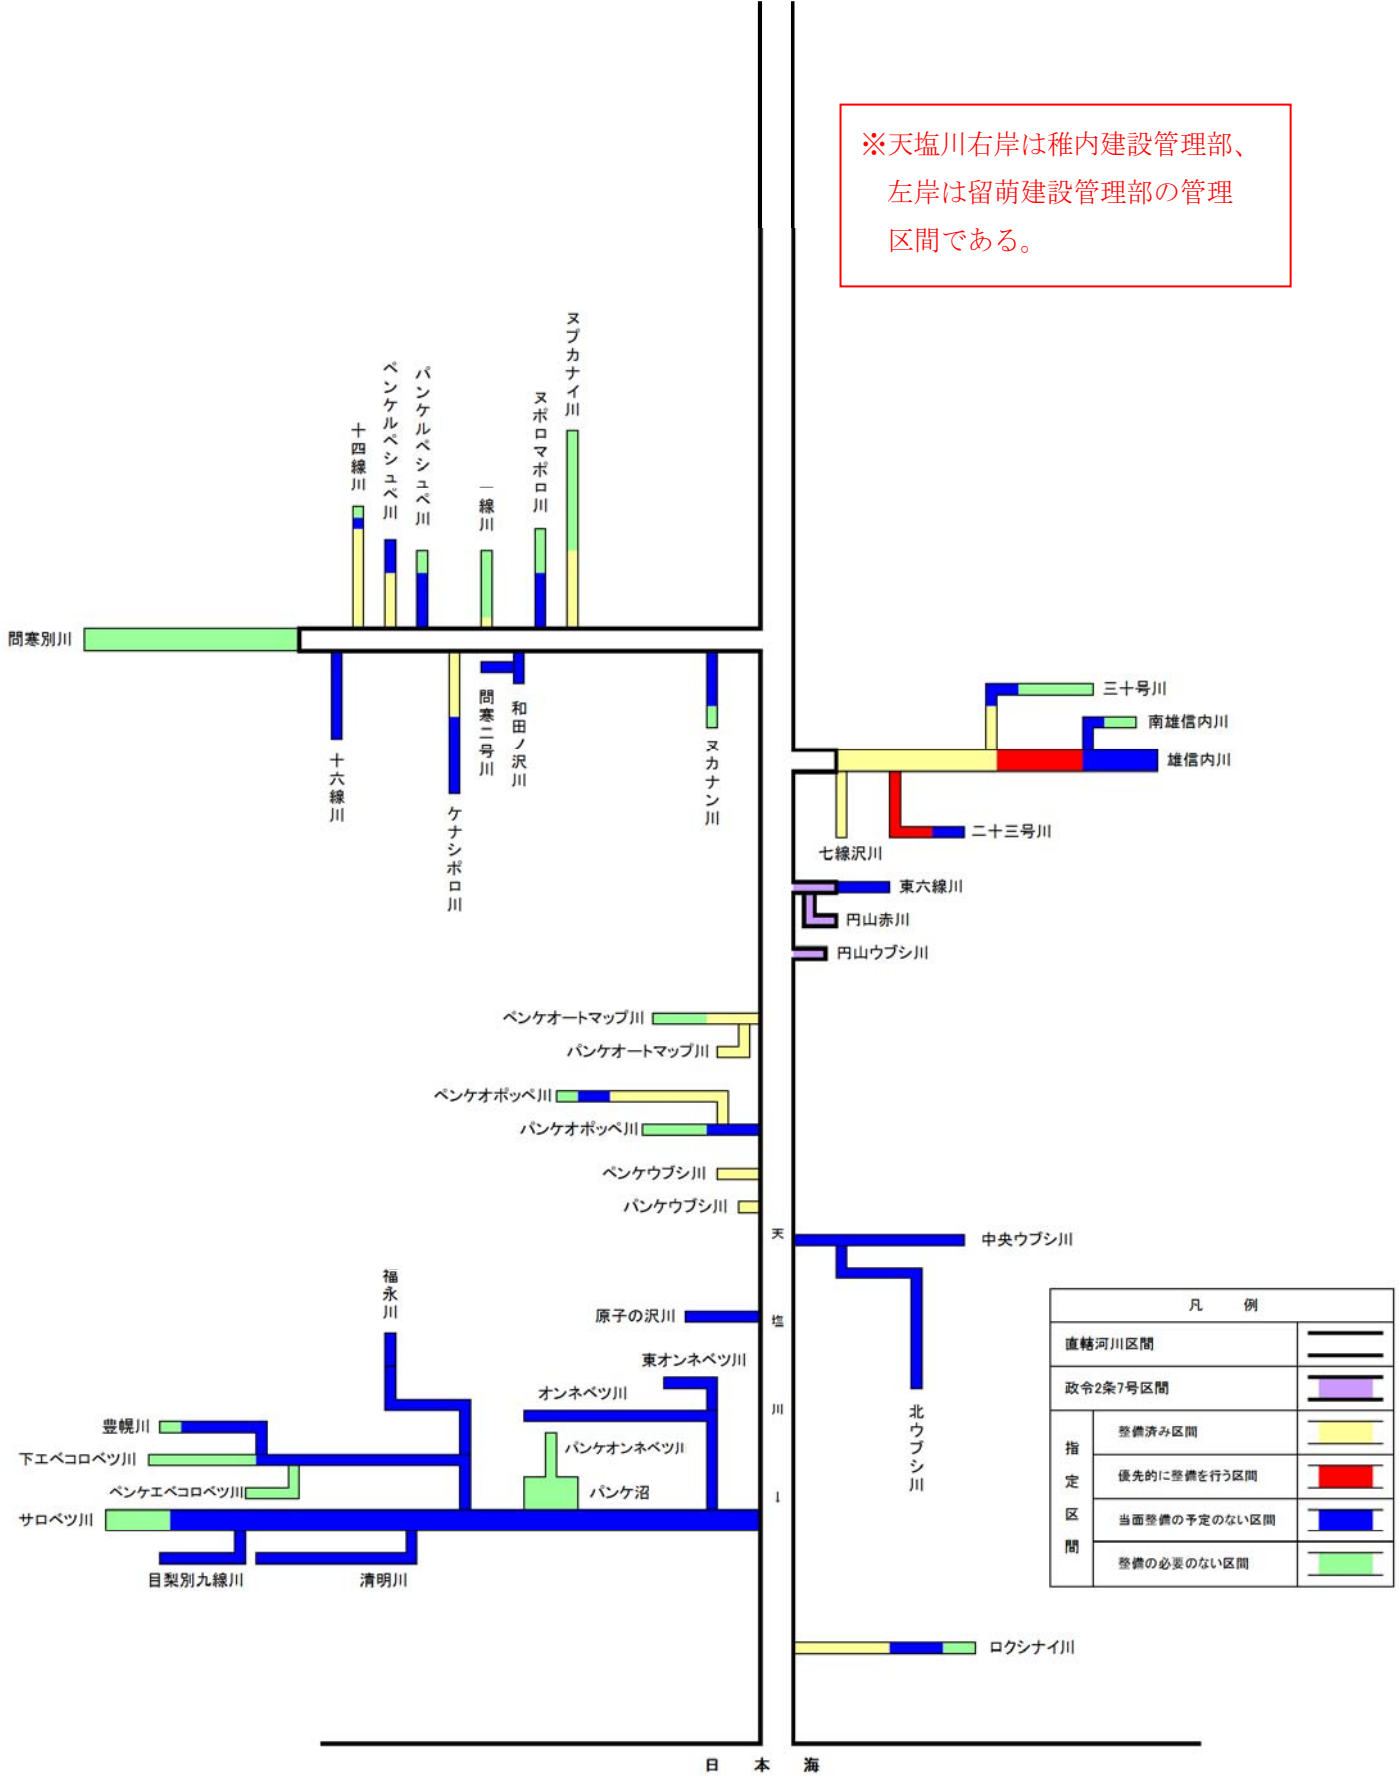 ※天塩川右岸は稚内建設管理部、
左岸は留萌建設管理部の管理
区間である。
ヌプカナイ川
ペンケルペシュペ川
パンケルペシュペ川
ヌポロマポロ川
十四線川
一線川
問寒別川
十六線川
ケナシポロ川
問寒二号川
和田ノ沢川
ヌカナン川
三十号川
南雄信内川
雄信内川
二十三号川
七線沢川
東六線川
円山赤川
円山ウブシ川
ペンケオートマップ川
パンケオートマップ川
ペンケオポッペ川
パンケオポッペ川
ペンケウブシ川
パンケウブシ川
天塩川
↓
中央ウブシ川
北ウブシ川
福永川
原子の沢川
東オンネベツ川
オンネベツ川
豊幌川
下エベコロベツ川
パンケオンネベツ川
ペンケエベコロベツ川
パンケ沼
サロベツ川
目梨別九線川
清明川
凡 例
直轄河川区間
政令2条7号区間
指定区間
整備済み区間
優先的に整備を行う区間
当面整備の予定のない区間
整備の必要のない区間
ロクシナイ川
日 本 海